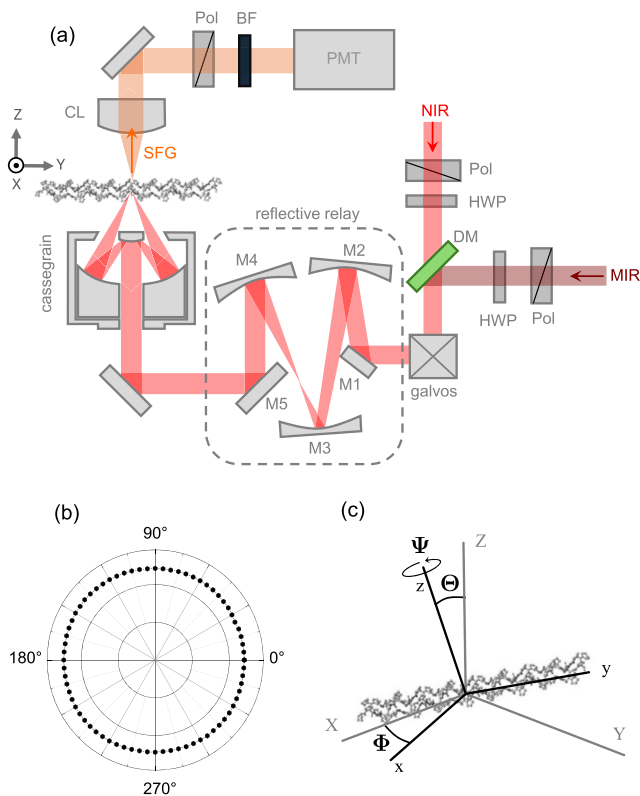 (a)
Pol
BF
PMT
CL
Z
Y
X
SFG
NIR
Pol
HWP
DM
MIR
HWP
Pol
reflective relay
M4
M2
cassegrain
M1
M5
galvos
M3
(b)
90°
180°
0°
270°
(c)
Ψ
Z
Θ
z
y
X
Φ
Y
x